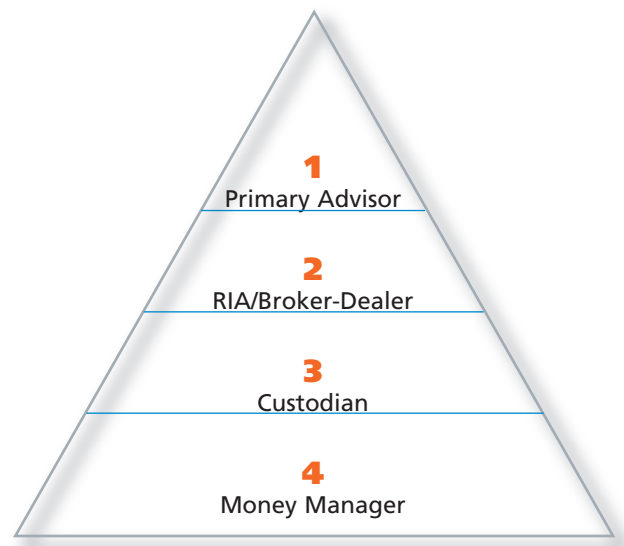 1
Primary Advisor
2
RIA/Broker-Dealer
3
Custodian
4
Money Manager